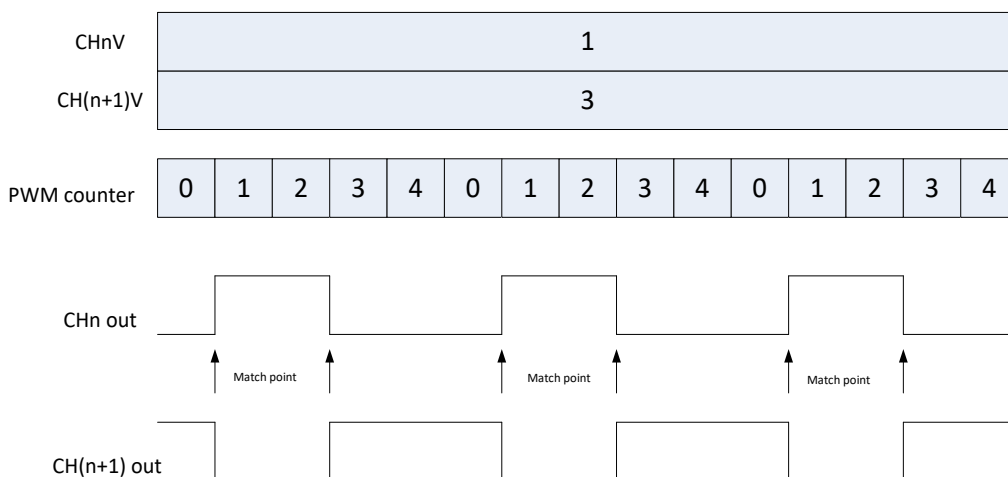 CHnV 1
CH(n+1)V 3
PWM counter 0 1 2 3 4 0 1 2 3 4 0 1 2 3 4
CHn out
Match point Match point Match point
CH(n+1) out